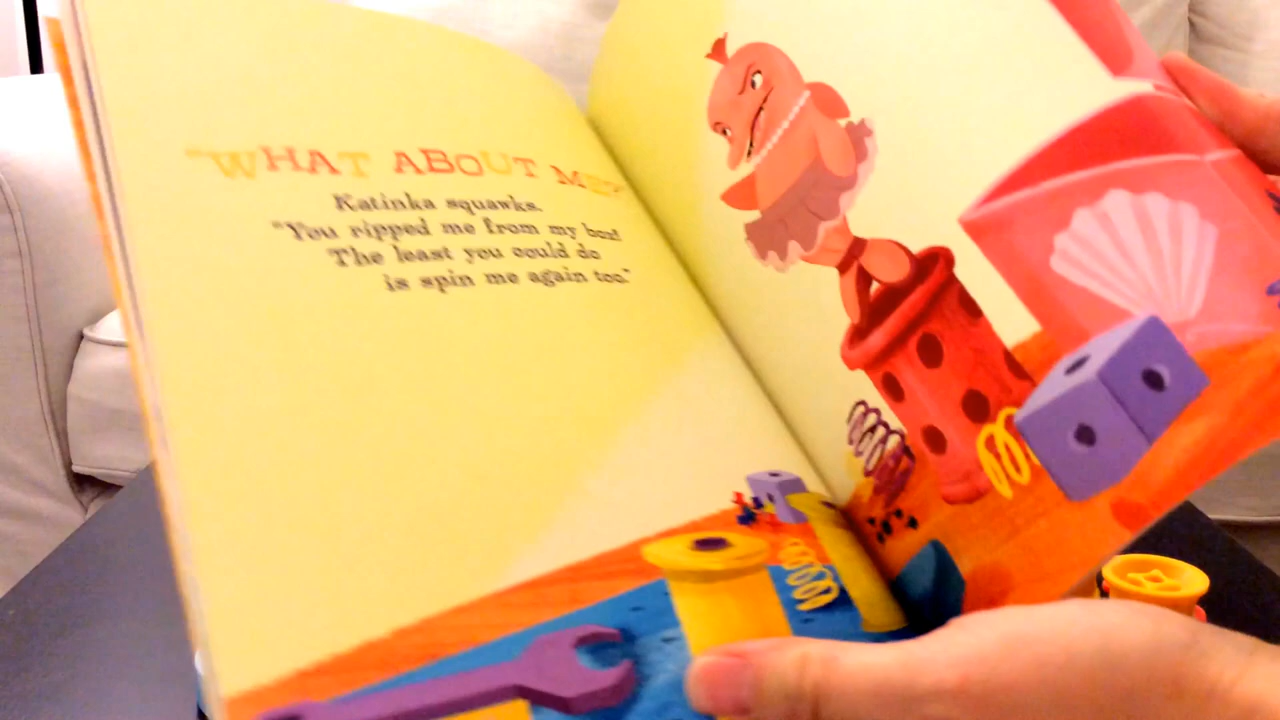 "WHAT ABOUT ME?"
Katinka squawks.
"You ripped me from my box!
The least you could do
is spin me again too."